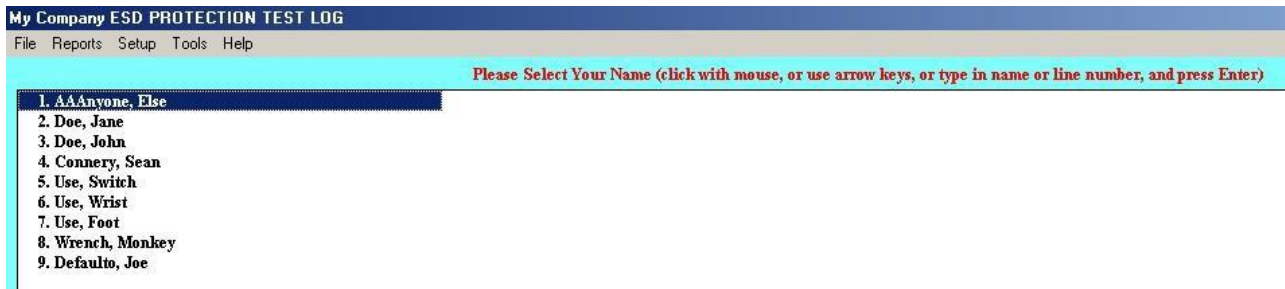 My Company ESD PROTECTION TEST LOG
File Reports Setup Tools Help
Please Select Your Name (click with mouse, or use arrow keys, or type in name or line number, and press Enter)
1. AAAnyone, Else
2. Doe, Jane
3. Doe, John
4. Connery, Sean
5. Use, Switch
6. Use, Wrist
7. Use, Foot
8. Wrench, Monkey
9. Defaulto, Joe